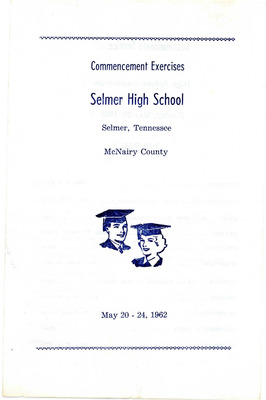 Commencement Exercises
Selmer High School
Selmer, Tennessee
McNairy County
May 20 - 24, 1962